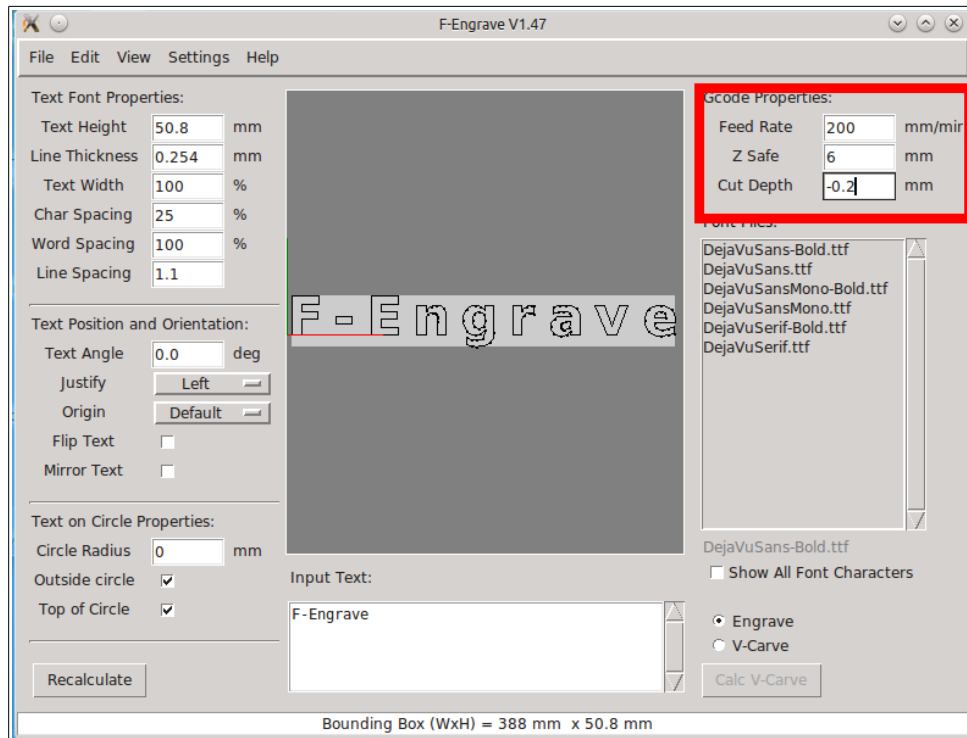 F-Engrave V1.47
File Edit View Settings Help
Text Font Properties:
Text Height 50.8 mm
Line Thickness 0.254 mm
Text Width 100 %
Char Spacing 25 %
Word Spacing 100 %
Line Spacing 1.1
Text Position and Orientation:
Text Angle 0.0 deg
Justify Left
Origin Default
Flip Text
Mirror Text
Text on Circle Properties:
Circle Radius 0 mm
Outside circle
Top of Circle
Recalculate
F-Engrave
Input Text:
F-Engrave
Gcode Properties:
Feed Rate 200 mm/min
Z Safe 6 mm
Cut Depth -0.2 mm
Font Files:
DejaVuSans-Bold.ttf
DejaVuSans.ttf
DejaVuSansMono-Bold.ttf
DejaVuSansMono.ttf
DejaVuSerif-Bold.ttf
DejaVuSerif.ttf
DejaVuSans-Bold.ttf
Show All Font Characters
Engrave
V-Carve
Calc V-Carve
Bounding Box (WxH) = 388 mm x 50.8 mm